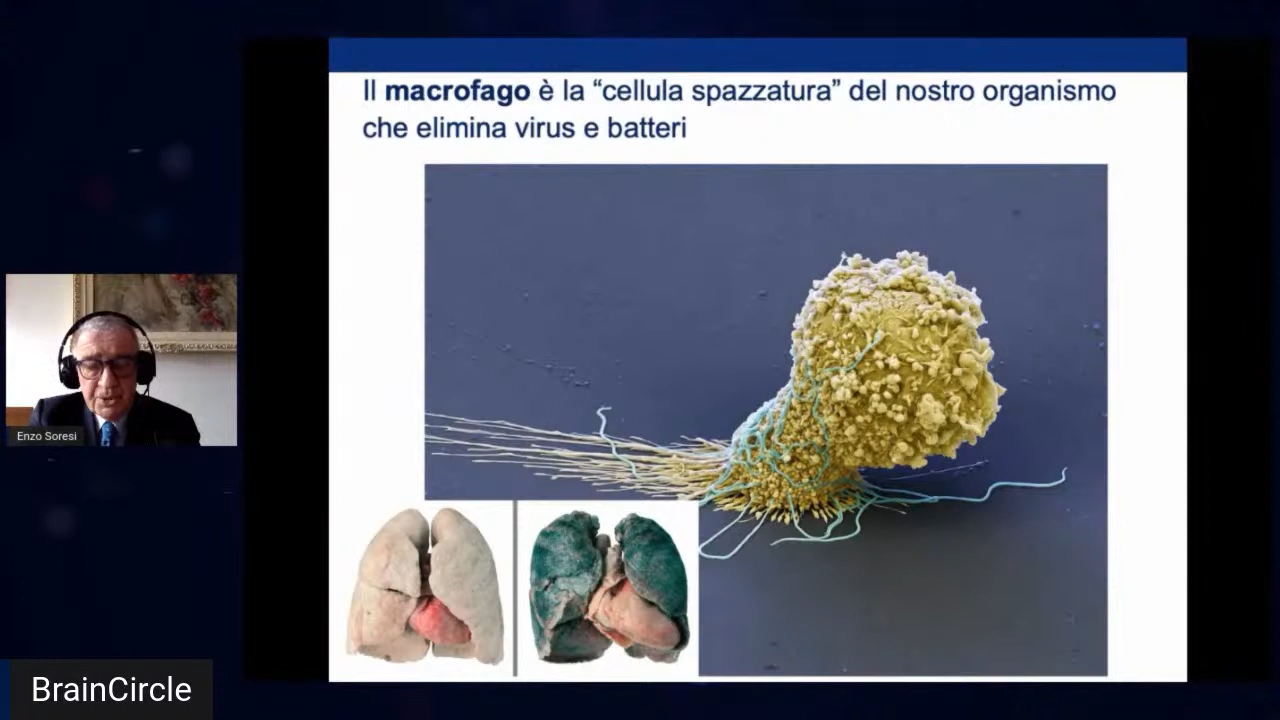 Il macrofago è la “cellula spazzatura” del nostro organismo
che elimina virus e batteri
Enzo Soresi
BrainCircle